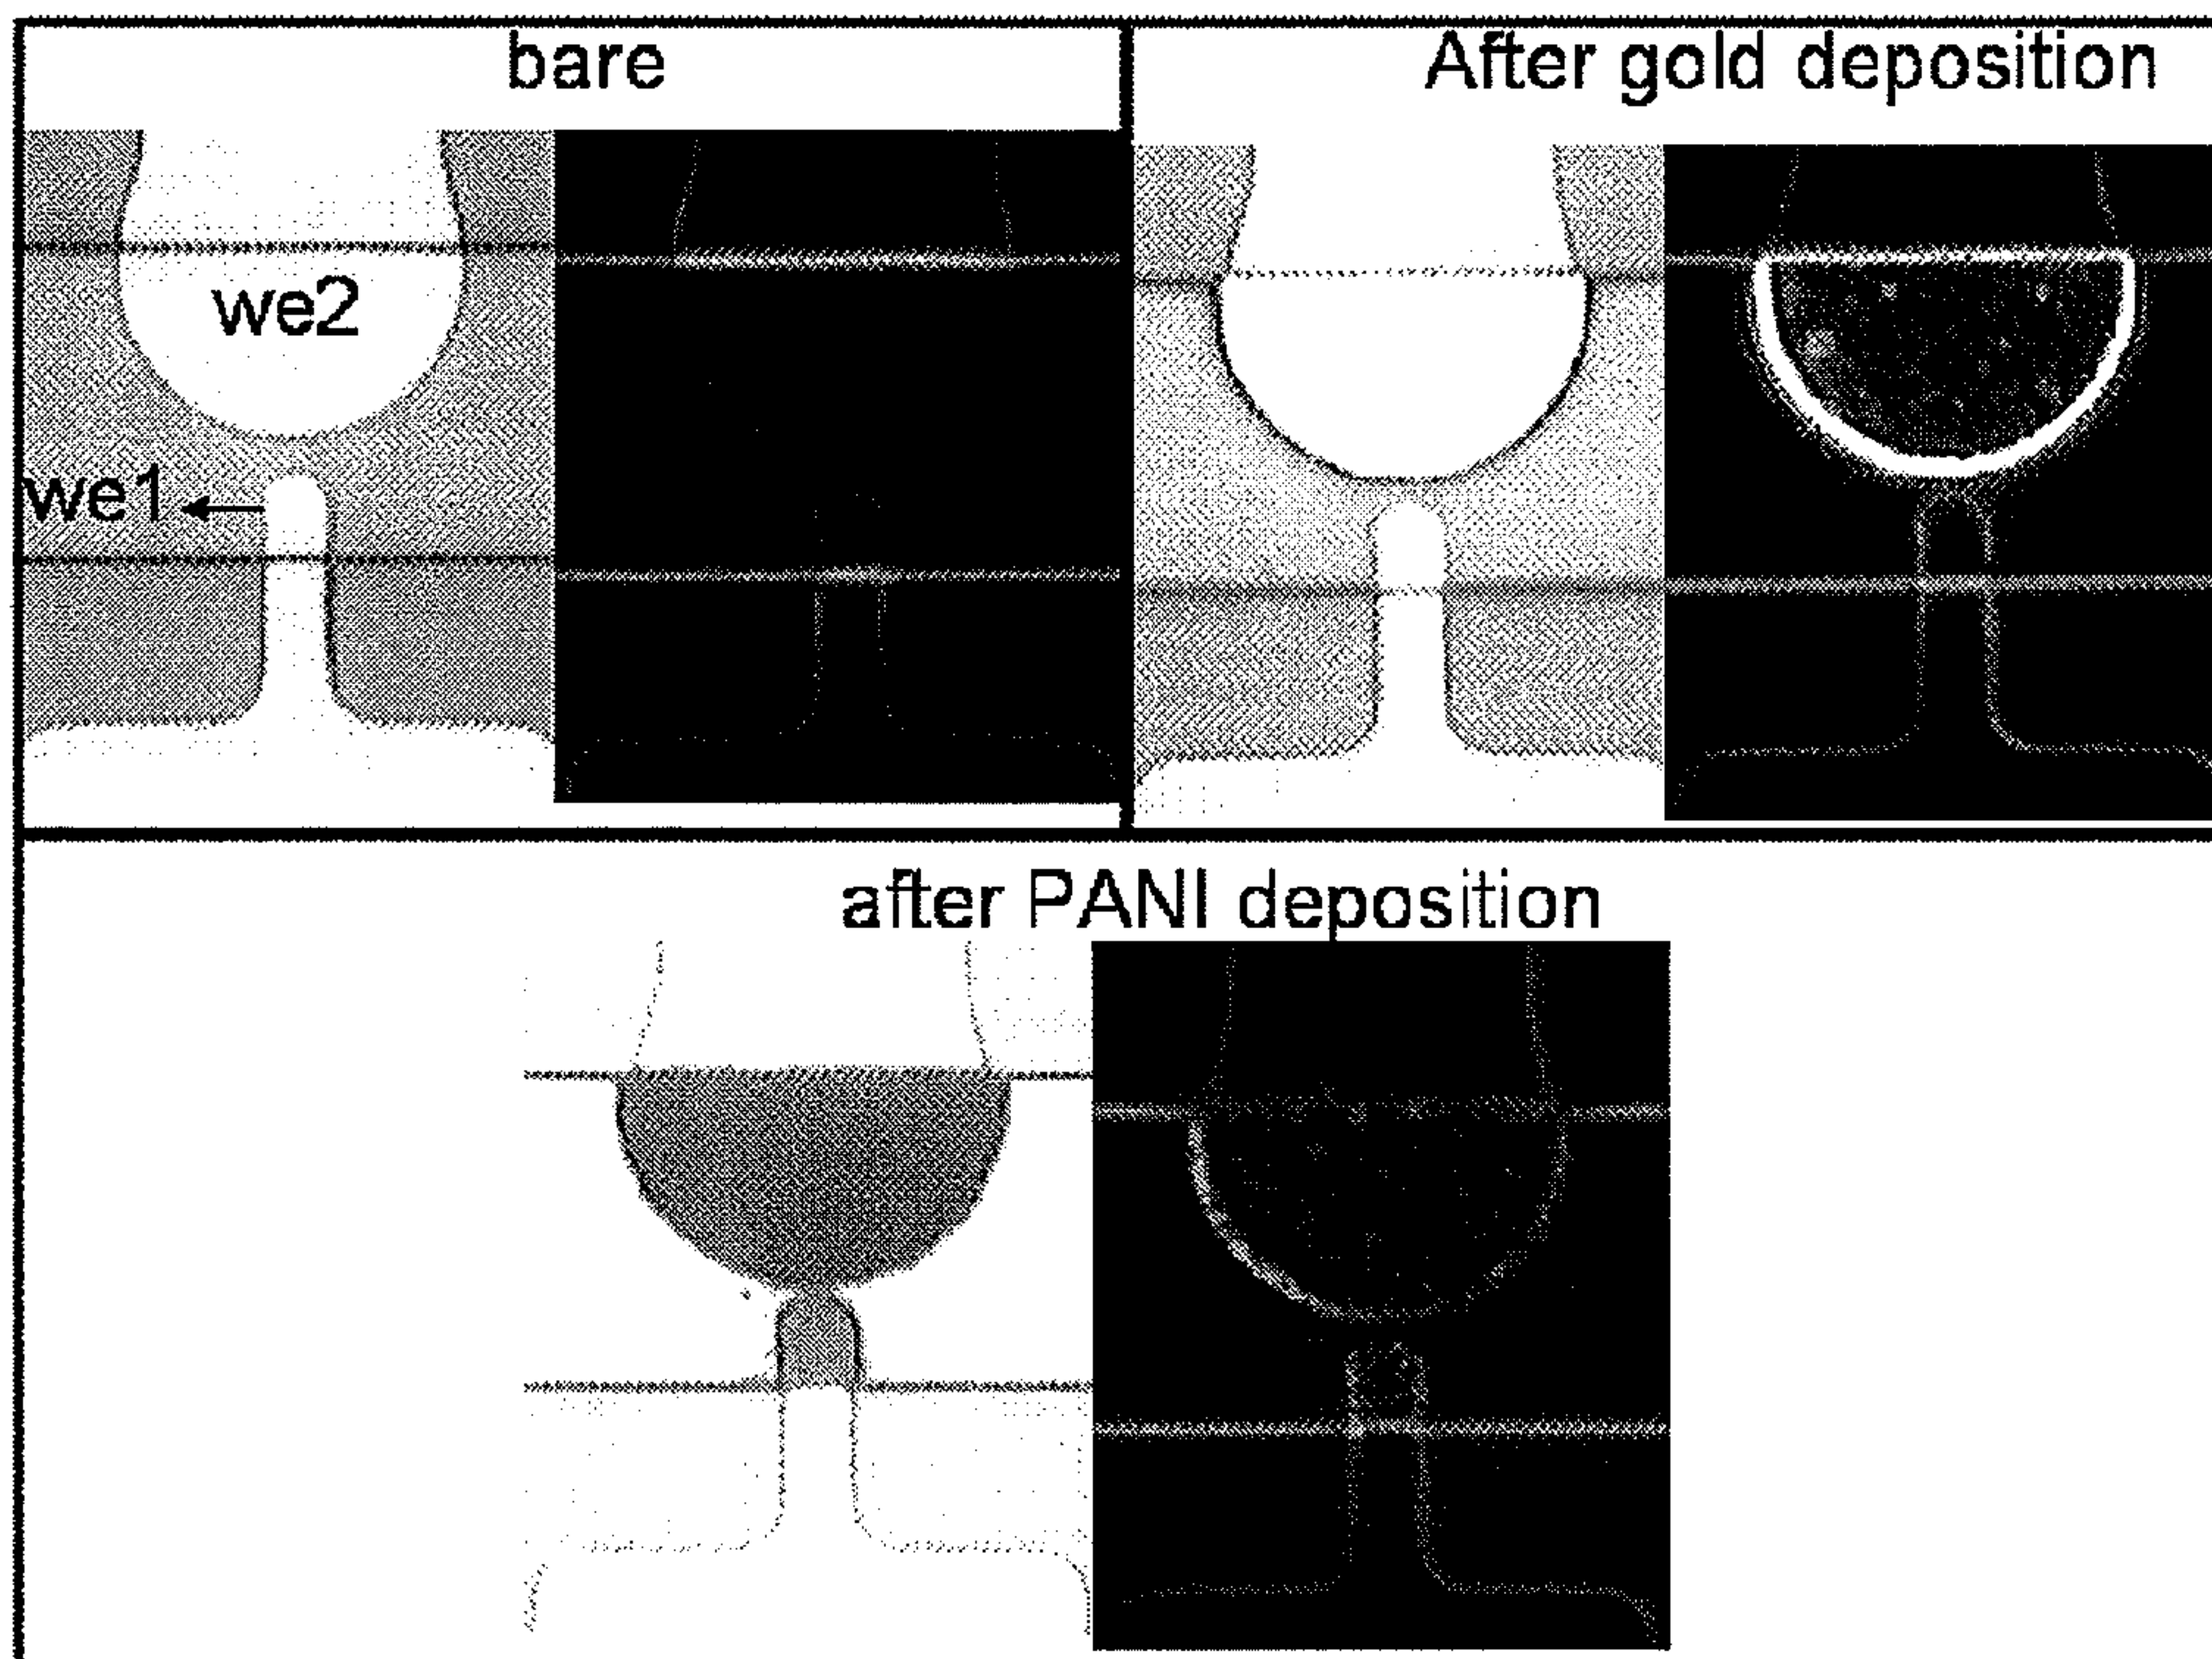 bare
After gold deposition
we2
we1
after PANI deposition